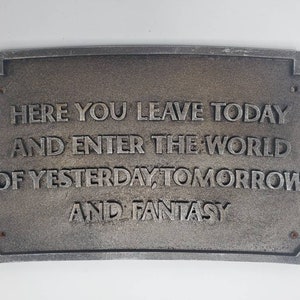 HERE YOU LEAVE TODAY
AND ENTER THE WORLD
OF YESTERDAY,TOMORROW
AND FANTASY